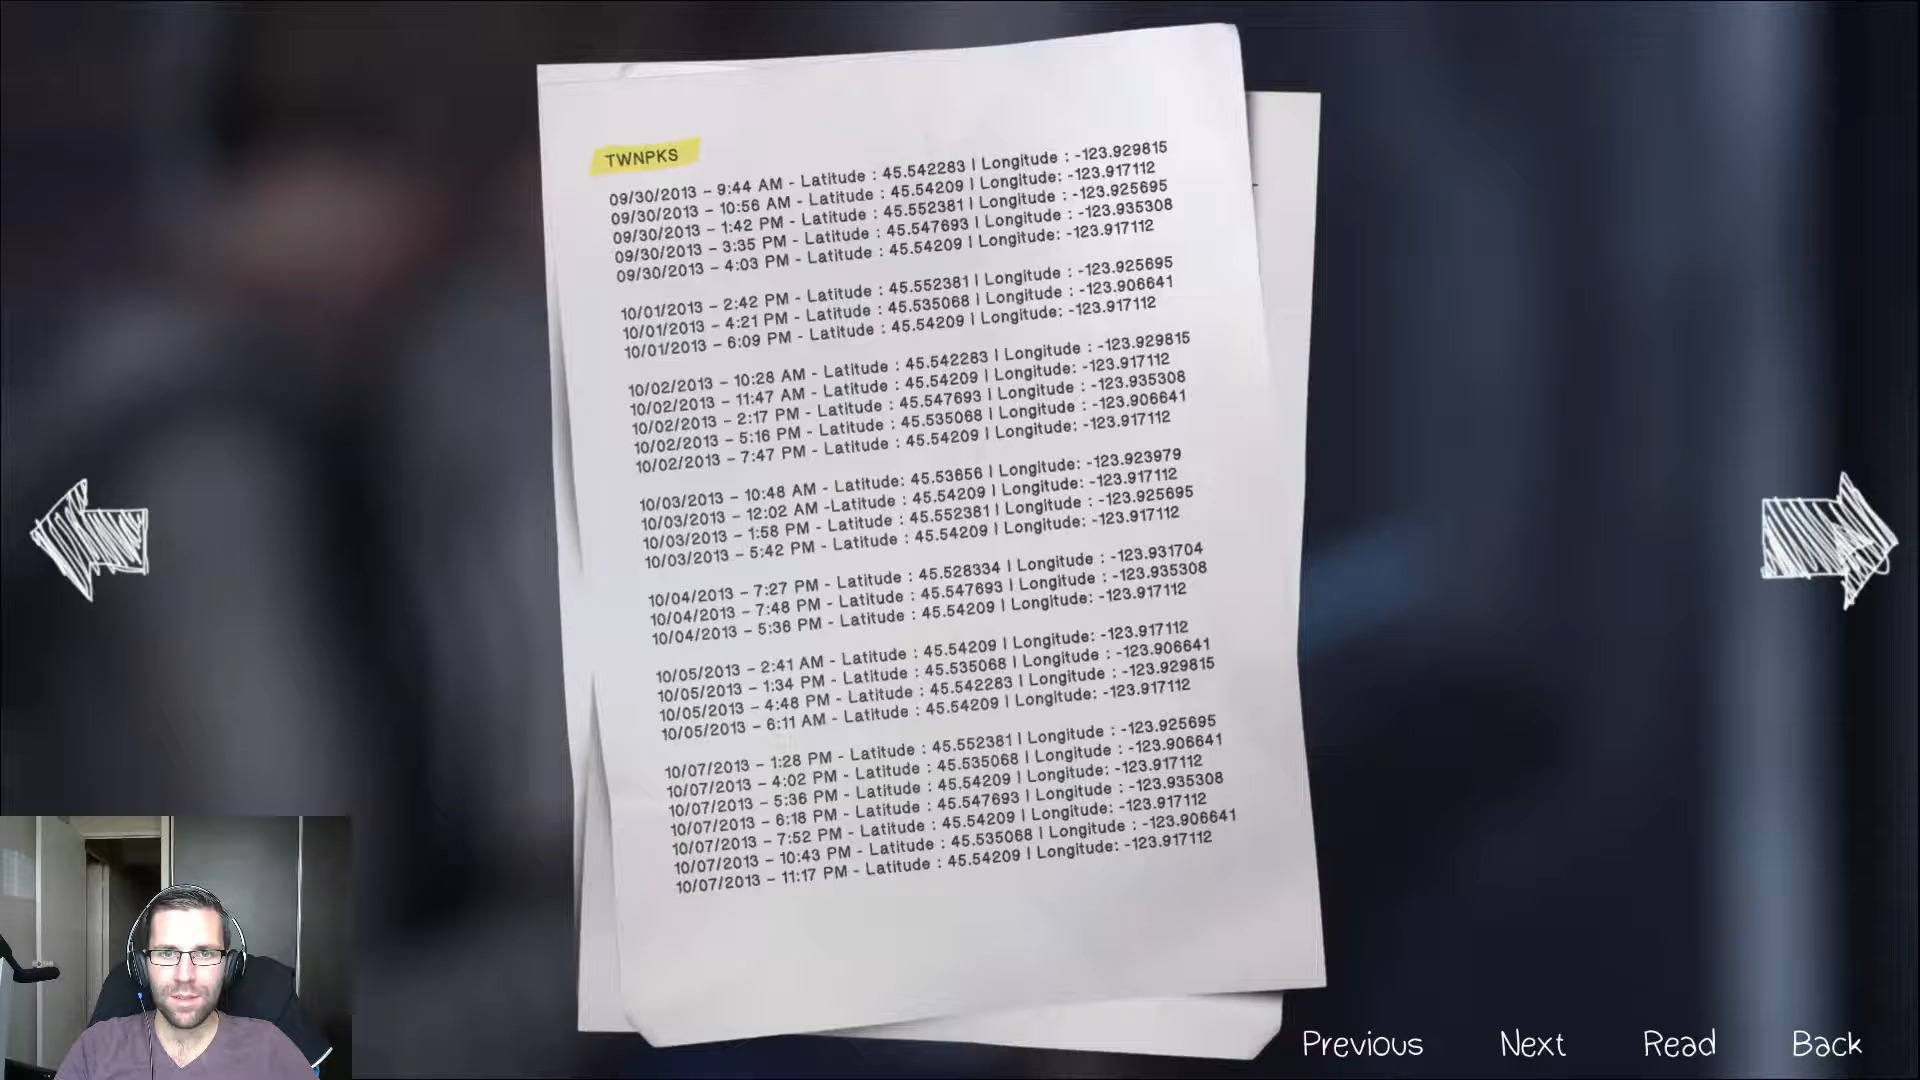 TWNPKS
09/30/2013 – 9:44 AM - Latitude : 45.542283 | Longitude : -123.929815
09/30/2013 – 10:56 AM - Latitude : 45.54209 | Longitude: -123.917112
09/30/2013 – 1:42 PM - Latitude : 45.552381 | Longitude : -123.925695
09/30/2013 – 3:35 PM - Latitude : 45.547693 | Longitude : -123.935308
09/30/2013 – 4:03 PM - Latitude : 45.54209 | Longitude: -123.917112
10/01/2013 – 2:42 PM - Latitude : 45.552381 | Longitude : -123.925695
10/01/2013 – 4:21 PM - Latitude : 45.535068 | Longitude : -123.906641
10/01/2013 – 6:09 PM - Latitude : 45.54209 | Longitude: -123.917112
10/02/2013 – 10:28 AM - Latitude : 45.542283 | Longitude : -123.929815
10/02/2013 – 11:47 AM - Latitude : 45.54209 | Longitude: -123.917112
10/02/2013 – 2:17 PM - Latitude : 45.547693 | Longitude : -123.935308
10/02/2013 – 5:16 PM - Latitude : 45.535068 | Longitude : -123.906641
10/02/2013 – 7:47 PM - Latitude : 45.54209 | Longitude: -123.917112
10/03/2013 – 10:48 AM - Latitude: 45.53656 | Longitude: -123.923979
10/03/2013 – 12:02 AM -Latitude : 45.54209 | Longitude: -123.917112
10/03/2013 – 1:58 PM - Latitude : 45.552381 | Longitude : -123.925695
10/03/2013 – 5:42 PM - Latitude : 45.54209 | Longitude: -123.917112
10/04/2013 – 7:27 PM - Latitude : 45.528334 | Longitude : -123.931704
10/04/2013 – 7:48 PM - Latitude : 45.547693 | Longitude : -123.935308
10/04/2013 – 5:36 PM - Latitude : 45.54209 | Longitude: -123.917112
10/05/2013 – 2:41 AM - Latitude : 45.54209 | Longitude: -123.917112
10/05/2013 – 1:34 PM - Latitude : 45.535068 | Longitude : -123.906641
10/05/2013 – 4:48 PM - Latitude : 45.542283 | Longitude : -123.929815
10/05/2013 – 6:11 AM - Latitude : 45.54209 | Longitude: -123.917112
10/07/2013 – 1:28 PM - Latitude : 45.552381 | Longitude : -123.925695
10/07/2013 – 4:02 PM - Latitude : 45.535068 | Longitude : -123.906641
10/07/2013 – 5:36 PM - Latitude : 45.54209 | Longitude: -123.917112
10/07/2013 – 6:18 PM - Latitude : 45.547693 | Longitude : -123.935308
10/07/2013 – 7:52 PM - Latitude : 45.54209 | Longitude: -123.917112
10/07/2013 – 10:43 PM - Latitude : 45.535068 | Longitude : -123.906641
10/07/2013 – 11:17 PM - Latitude : 45.54209 | Longitude: -123.917112
Previous Next Read Back